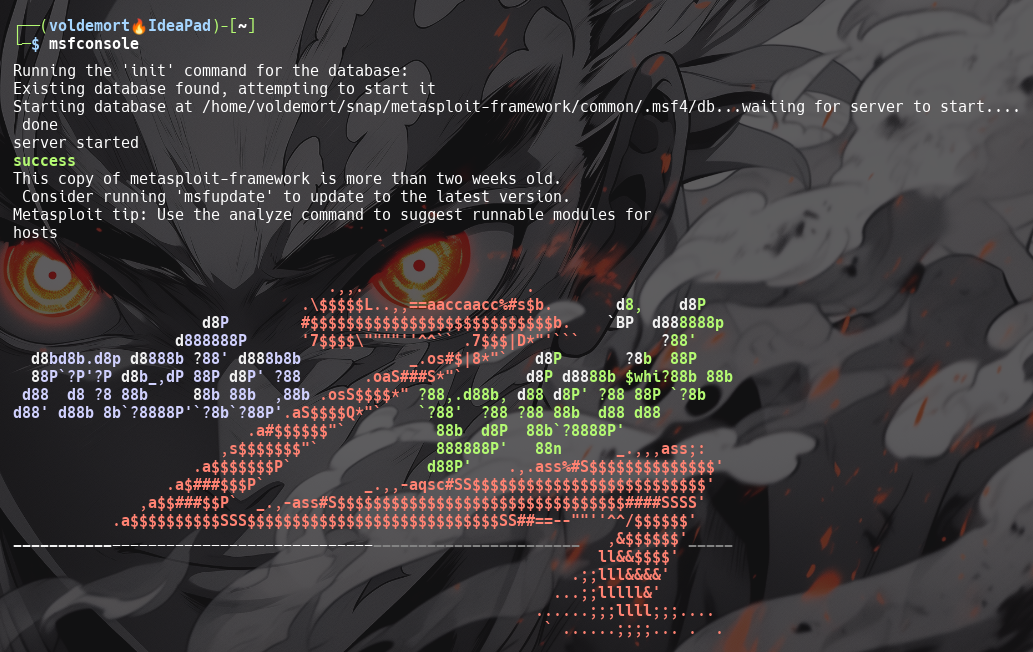 ┌──(voldemort🔥IdeaPad)-[~]
└─$ msfconsole
Running the 'init' command for the database:
Existing database found, attempting to start it
Starting database at /home/voldemort/snap/metasploit-framework/common/.msf4/db...waiting for server to start....
 done
server started
success
This copy of metasploit-framework is more than two weeks old.
 Consider running 'msfupdate' to update to the latest version.
Metasploit tip: Use the analyze command to suggest runnable modules for
hosts
                                   .,,.                  .
                                .\$$$$$L..,,==aaccaacc%#s$b.       d8,    d8P
                     d8P        #$$$$$$$$$$$$$$$$$$$$$$$$$$$b.    `BP  d888888p
                  d888888P      '7$$$$\""""''^^`` .7$$$|D*"'```         ?88'
  d8bd8b.d8p d8888b ?88' d888b8b            _.os#$|8*"`   d8P       ?8b  88P
  88P`?P'?P d8b_,dP 88P d8P' ?88       .oaS###S*"`       d8P d8888b $whi?88b 88b
 d88  d8 ?8 88b     88b 88b  ,88b .osS$$$$*" ?88,.d88b, d88 d8P' ?88 88P `?8b
d88' d88b 8b`?8888P'`?8b`?88P'.aS$$$$Q*"`    `?88'  ?88 ?88 88b  d88 d88
                          .a#$$$$$$"`          88b  d8P  88b`?8888P'
                       ,s$$$$$$$"`             888888P'   88n      _.,,,ass;:
                    .a$$$$$$$P`               d88P'    .,.ass%#S$$$$$$$$$$$$$$'
                 .a$###$$$P`           _.,,-aqsc#SS$$$$$$$$$$$$$$$$$$$$$$$$$$'
              ,a$$###$$P`  _.,-ass#S$$$$$$$$$$$$$$$$$$$$$$$$$$$$$$$$####SSSS'
           .a$$$$$$$$$$SSS$$$$$$$$$$$$$$$$$$$$$$$$$$$$SS##==--""''^^/$$$$$$'
_______________________________________________________________   ,&$$$$$$'_____
                                                                 ll&&$$$$'
                                                              .;;lll&&&&'
                                                            ...;;lllll&'
                                                          ......;;;llll;;;....
                                                           ` ......;;;;... .  .